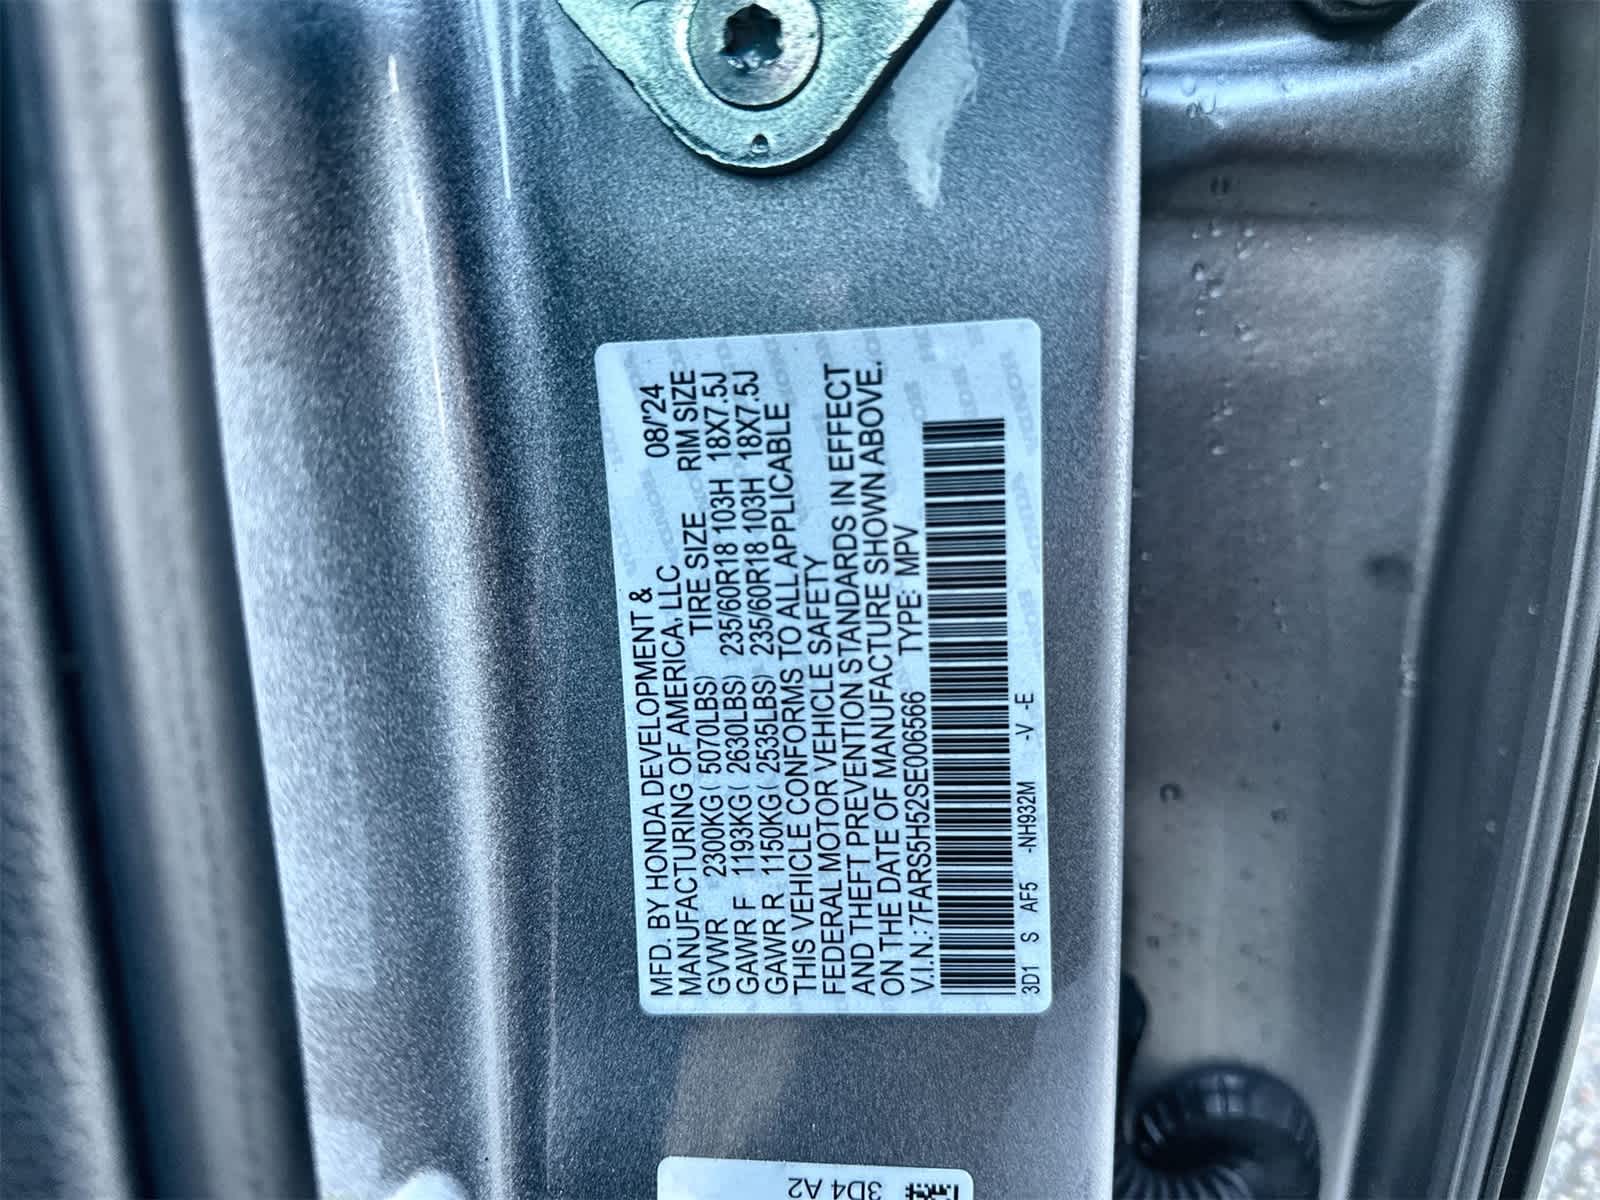 MFD. BY HONDA DEVELOPMENT & 08/'24
MANUFACTURING OF AMERICA, LLC
TIRE SIZE RIM SIZE
GVWR 2300KG( 5070LBS)
GAWR F 1193KG( 2630LBS) 235/60R18 103H 18X7.5J
GAWR R 1150KG( 2535LBS) 235/60R18 103H 18X7.5J
THIS VEHICLE CONFORMS TO ALL APPLICABLE
FEDERAL MOTOR VEHICLE SAFETY
AND THEFT PREVENTION STANDARDS IN EFFECT
ON THE DATE OF MANUFACTURE SHOWN ABOVE.
V.I.N: 7FARS5H52SE006566 TYPE: MPV
3D1 S AF5 -NH932M -V -E
3D4 A2